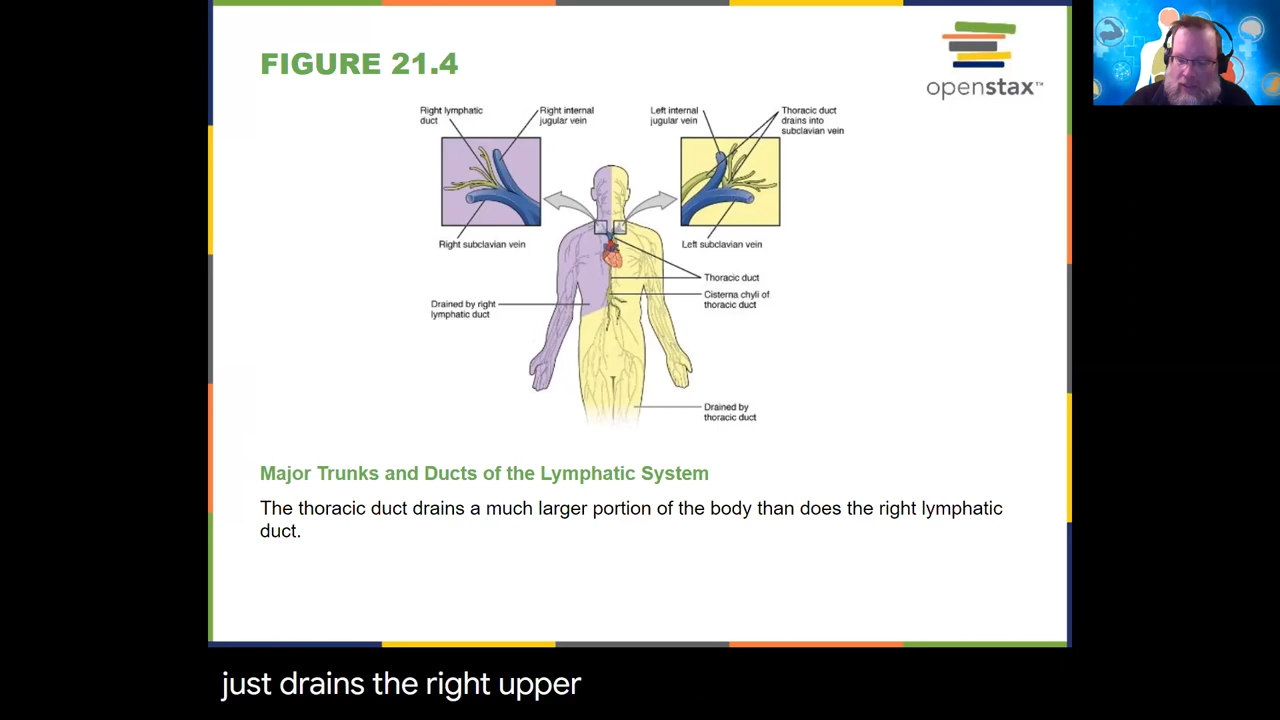 FIGURE 21.4
openstax™
Right lymphatic
duct
Right internal
jugular vein
Left internal
jugular vein
Thoracic duct
drains into
subclavian vein
Right subclavian vein
Left subclavian vein
Thoracic duct
Cisterna chyli of
thoracic duct
Drained by right
lymphatic duct
Drained by
thoracic duct
Major Trunks and Ducts of the Lymphatic System
The thoracic duct drains a much larger portion of the body than does the right lymphatic
duct.
just drains the right upper